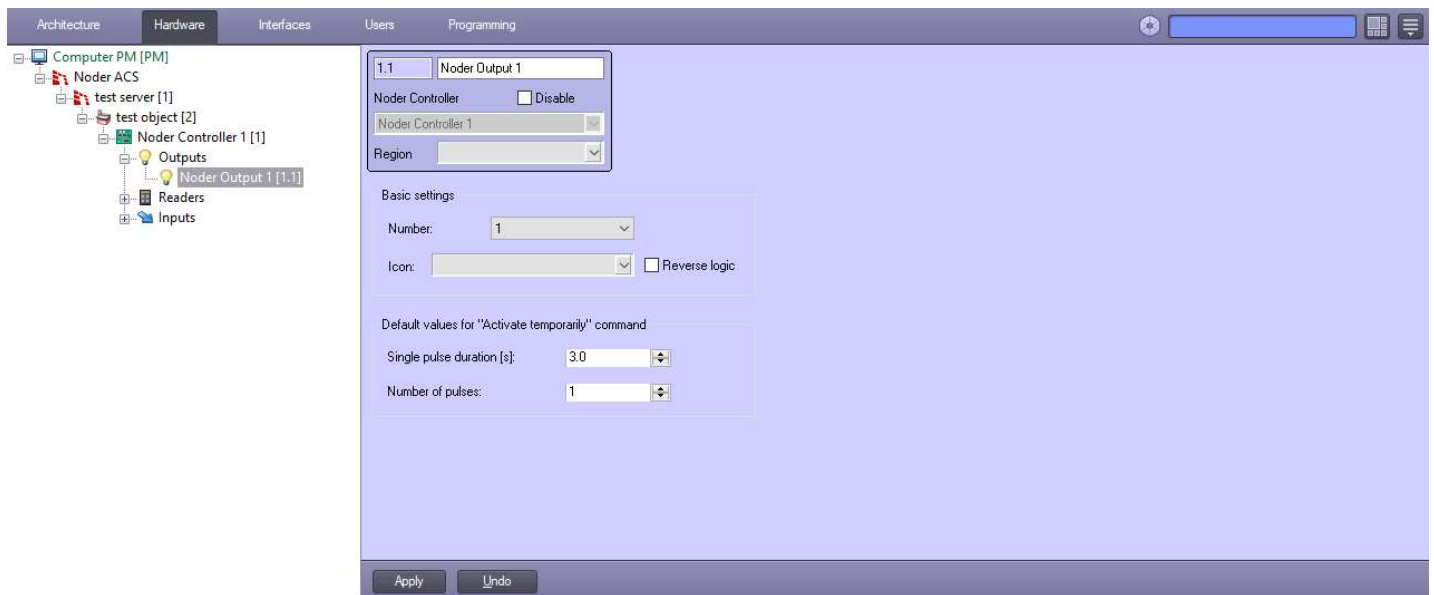 Architecture Hardware Interfaces Users Programming
Computer PM [PM]
Noder ACS
test server [1]
test object [2]
Noder Controller 1 [1]
Outputs
Noder Output 1 [1.1]
Readers
Inputs
1.1 Noder Output 1
Noder Controller Disable
Noder Controller 1
Region
Basic settings
Number: 1
Icon: Reverse logic
Default values for "Activate temporarily" command
Single pulse duration [s]: 3.0
Number of pulses: 1
Apply Undo